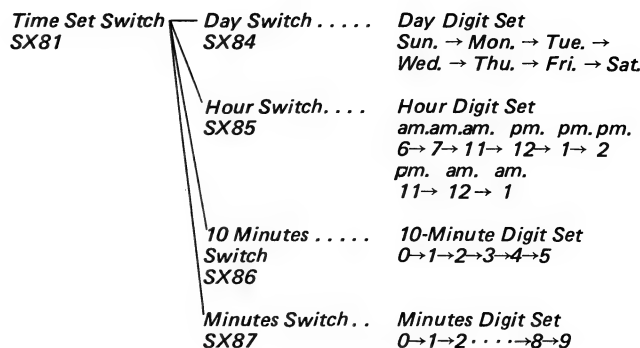 Time Set Switch Day Switch ..... Day Digit Set
SX81 SX84 Sun. → Mon. → Tue. →
Wed. → Thu. → Fri. → Sat.
Hour Switch.... Hour Digit Set
SX85 am.am.am. pm. pm.pm.
6→ 7→ 11→ 12→ 1→ 2
pm. am. am.
11→ 12→ 1
10 Minutes ..... 10-Minute Digit Set
Switch 0→1→2→3→4→5
SX86
Minutes Switch.. Minutes Digit Set
SX87 0→1→2 · · · · →8→9